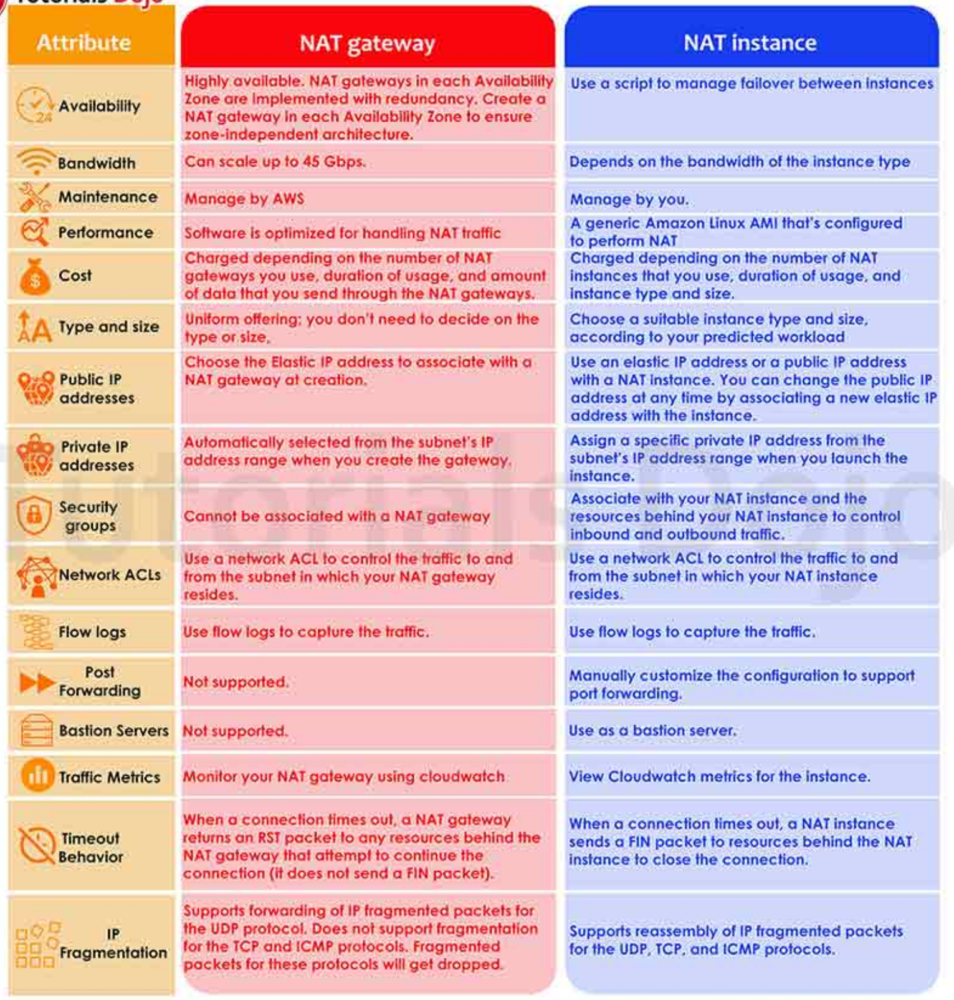 Tutorials Dojo
Attribute
NAT gateway
NAT instance
Availability
Highly available. NAT gateways in each Availability
Zone are implemented with redundancy. Create a
NAT gateway in each Availability Zone to ensure
zone-independent architecture.
Use a script to manage failover between instances
Bandwidth
Can scale up to 45 Gbps.
Depends on the bandwidth of the instance type
Maintenance
Manage by AWS
Manage by you.
Performance
Software is optimized for handling NAT traffic
A generic Amazon Linux AMI that's configured
to perform NAT
Cost
Charged depending on the number of NAT
gateways you use, duration of usage, and amount
of data that you send through the NAT gateways.
Charged depending on the number of NAT
instances that you use, duration of usage, and
instance type and size.
Type and size
Uniform offering; you don't need to decide on the
type or size.
Choose a suitable instance type and size,
according to your predicted workload
Public IP
addresses
Choose the Elastic IP address to associate with a
NAT gateway at creation.
Use an elastic IP address or a public IP address
with a NAT instance. You can change the public IP
address at any time by associating a new elastic IP
address with the instance.
Private IP
addresses
Automatically selected from the subnet's IP
address range when you create the gateway.
Assign a specific private IP address from the
subnet's IP address range when you launch the
instance.
Security
groups
Cannot be associated with a NAT gateway
Associate with your NAT instance and the
resources behind your NAT instance to control
inbound and outbound traffic.
Network ACLs
Use a network ACL to control the traffic to and
from the subnet in which your NAT gateway
resides.
Use a network ACL to control the traffic to and
from the subnet in which your NAT instance
resides.
Flow logs
Use flow logs to capture the traffic.
Use flow logs to capture the traffic.
Post
Forwarding
Not supported.
Manually customize the configuration to support
port forwarding.
Bastion Servers
Not supported.
Use as a bastion server.
Traffic Metrics
Monitor your NAT gateway using cloudwatch
View Cloudwatch metrics for the instance.
Timeout
Behavior
When a connection times out, a NAT gateway
returns an RST packet to any resources behind the
NAT gateway that attempt to continue the
connection (it does not send a FIN packet).
When a connection times out, a NAT instance
sends a FIN packet to resources behind the NAT
instance to close the connection.
IP
Fragmentation
Supports forwarding of IP fragmented packets for
the UDP protocol. Does not support fragmentation
for the TCP and ICMP protocols. Fragmented
packets for these protocols will get dropped.
Supports reassembly of IP fragmented packets
for the UDP, TCP, and ICMP protocols.
Tutorials Dojo
24